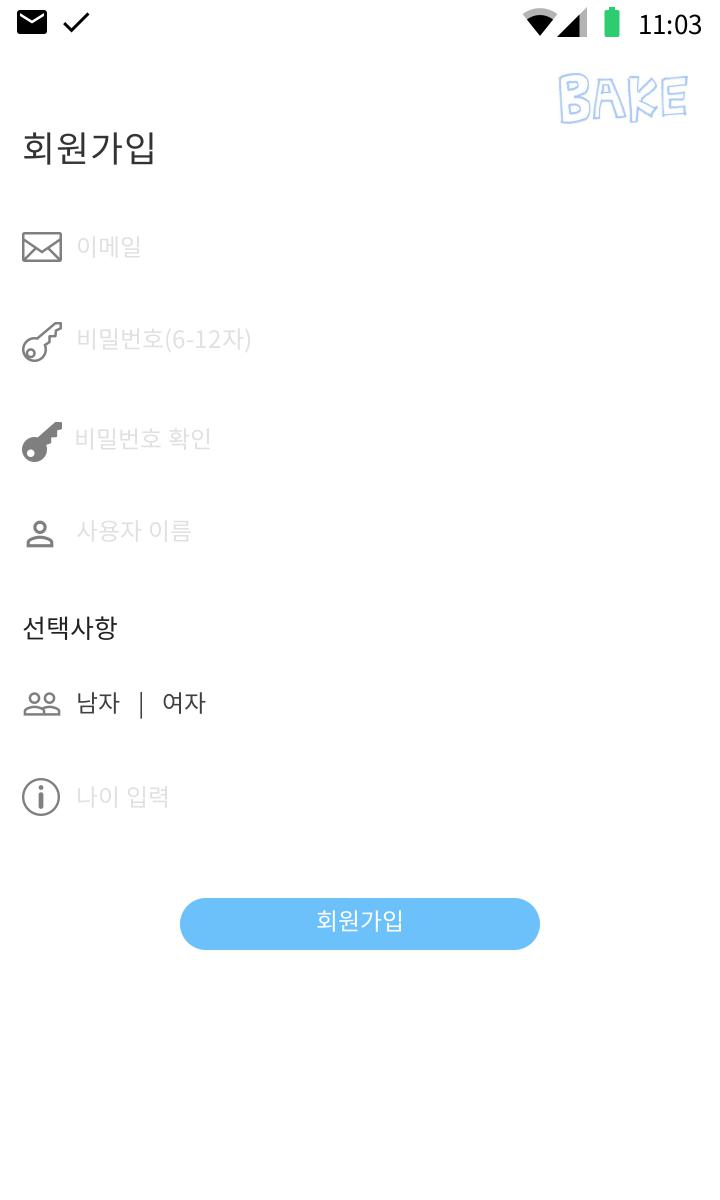 11:03
BAKE
회원가입
이메일
비밀번호(6-12자)
비밀번호 확인
사용자 이름
선택사항
남자 | 여자
나이 입력
회원가입